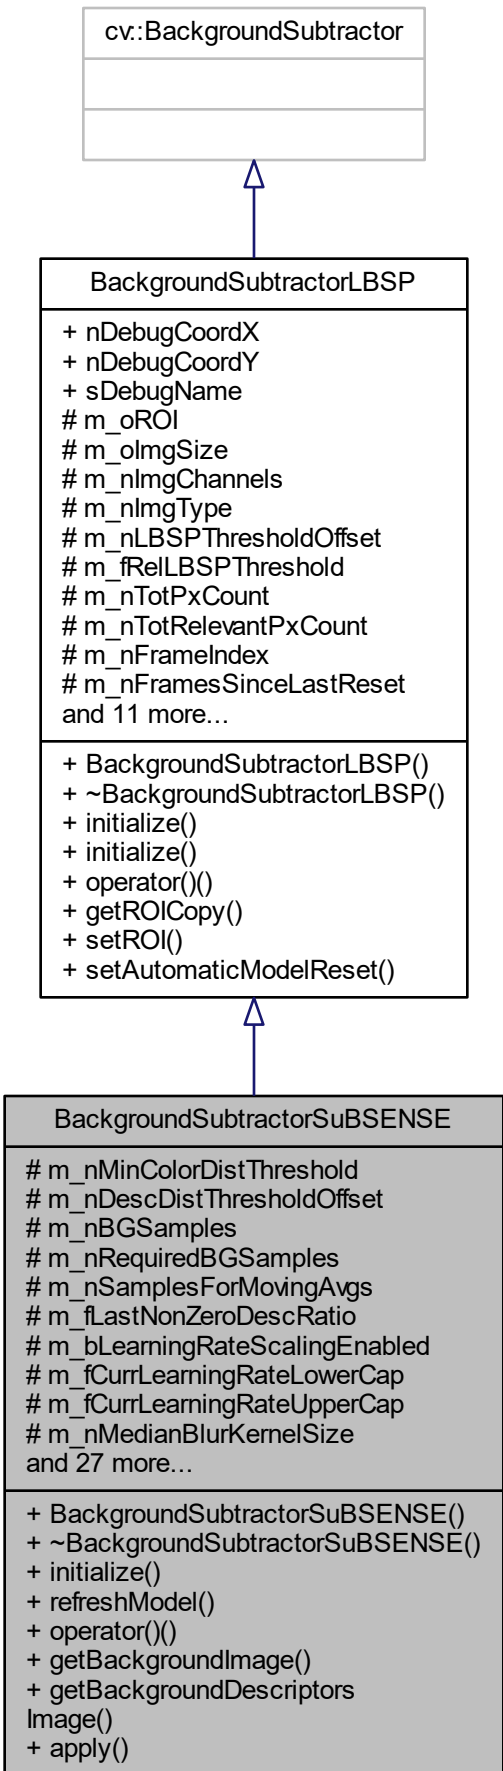 cv::BackgroundSubtractor
BackgroundSubtractorLBSP
+ nDebugCoordX
+ nDebugCoordY
+ sDebugName
# m_oROI
# m_oImgSize
# m_nImgChannels
# m_nImgType
# m_nLBSPThresholdOffset
# m_fRelLBSPThreshold
# m_nTotPxCount
# m_nTotRelevantPxCount
# m_nFrameIndex
# m_nFramesSinceLastReset
and 11 more...
+ BackgroundSubtractorLBSP()
+ ~BackgroundSubtractorLBSP()
+ initialize()
+ initialize()
+ operator()()
+ getROICopy()
+ setROI()
+ setAutomaticModelReset()
BackgroundSubtractorSuBSENSE
# m_nMinColorDistThreshold
# m_nDescDistThresholdOffset
# m_nBGSamples
# m_nRequiredBGSamples
# m_nSamplesForMovingAvgs
# m_fLastNonZeroDescRatio
# m_bLearningRateScalingEnabled
# m_fCurrLearningRateLowerCap
# m_fCurrLearningRateUpperCap
# m_nMedianBlurKernelSize
and 27 more...
+ BackgroundSubtractorSuBSENSE()
+ ~BackgroundSubtractorSuBSENSE()
+ initialize()
+ refreshModel()
+ operator()()
+ getBackgroundImage()
+ getBackgroundDescriptors
Image()
+ apply()